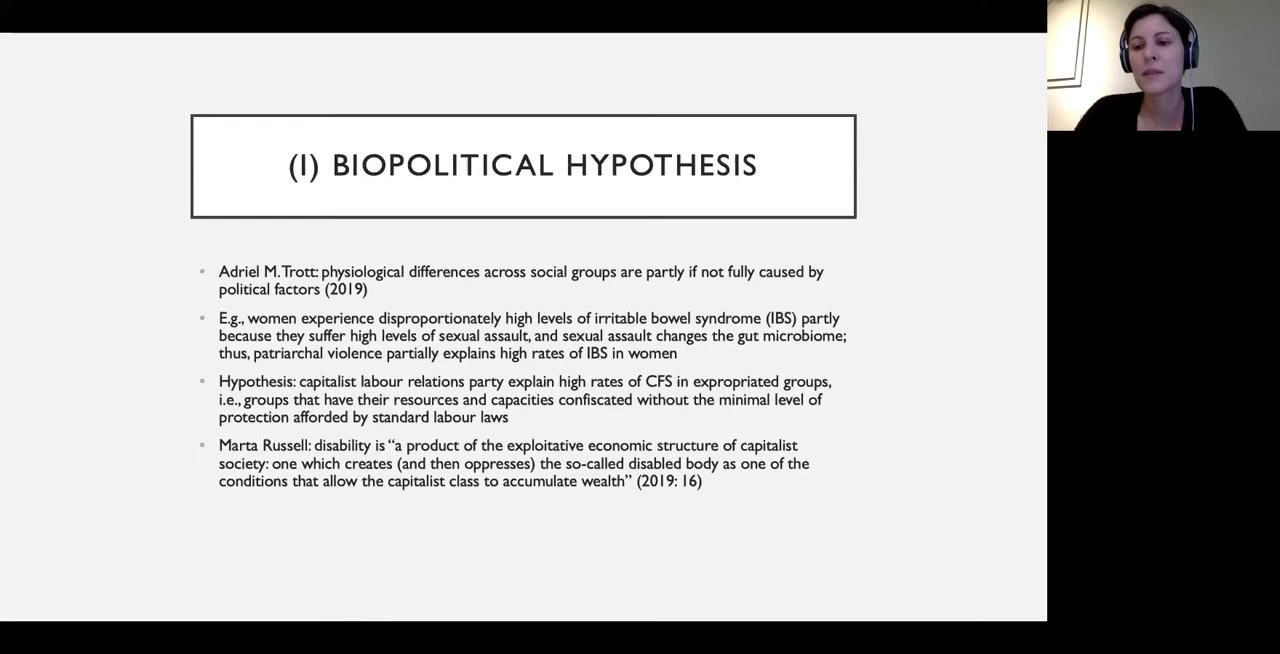 (I) BIOPOLITICAL HYPOTHESIS
• Adriel M. Trott: physiological differences across social groups are partly if not fully caused by
political factors (2019)
• E.g., women experience disproportionately high levels of irritable bowel syndrome (IBS) partly
because they suffer high levels of sexual assault, and sexual assault changes the gut microbiome;
thus, patriarchal violence partially explains high rates of IBS in women
• Hypothesis: capitalist labour relations party explain high rates of CFS in expropriated groups,
i.e., groups that have their resources and capacities confiscated without the minimal level of
protection afforded by standard labour laws
• Marta Russell: disability is “a product of the exploitative economic structure of capitalist
society: one which creates (and then oppresses) the so-called disabled body as one of the
conditions that allow the capitalist class to accumulate wealth” (2019: 16)